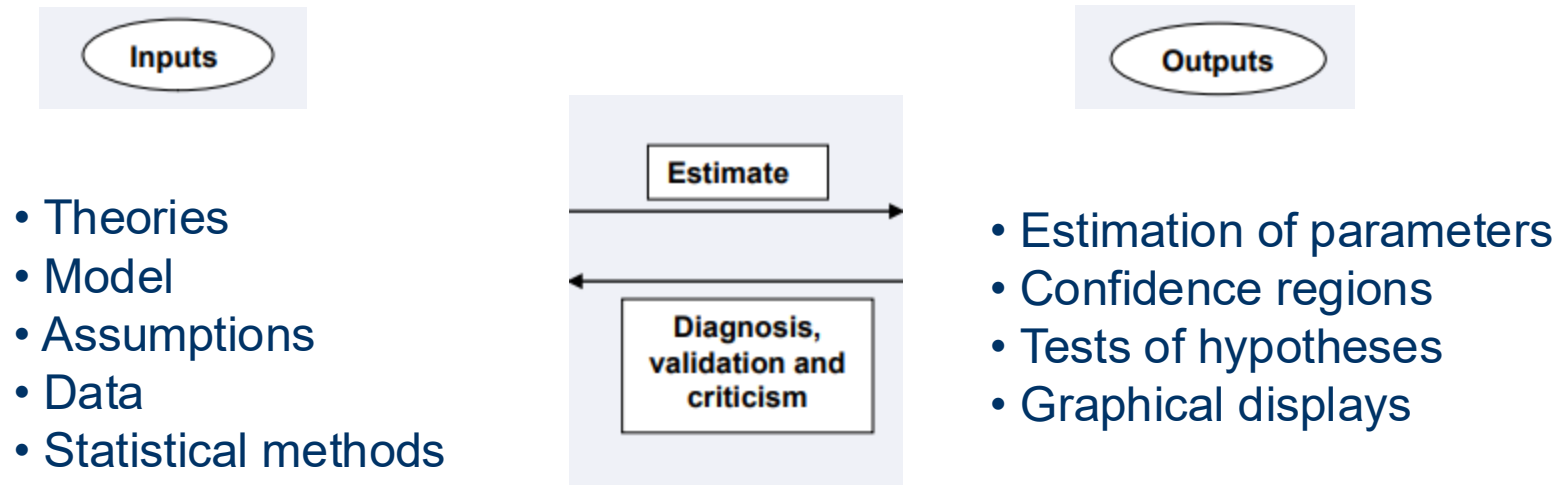 Inputs
• Theories
• Model
• Assumptions
• Data
• Statistical methods
Estimate
Diagnosis,
validation and
criticism
Outputs
• Estimation of parameters
• Confidence regions
• Tests of hypotheses
• Graphical displays